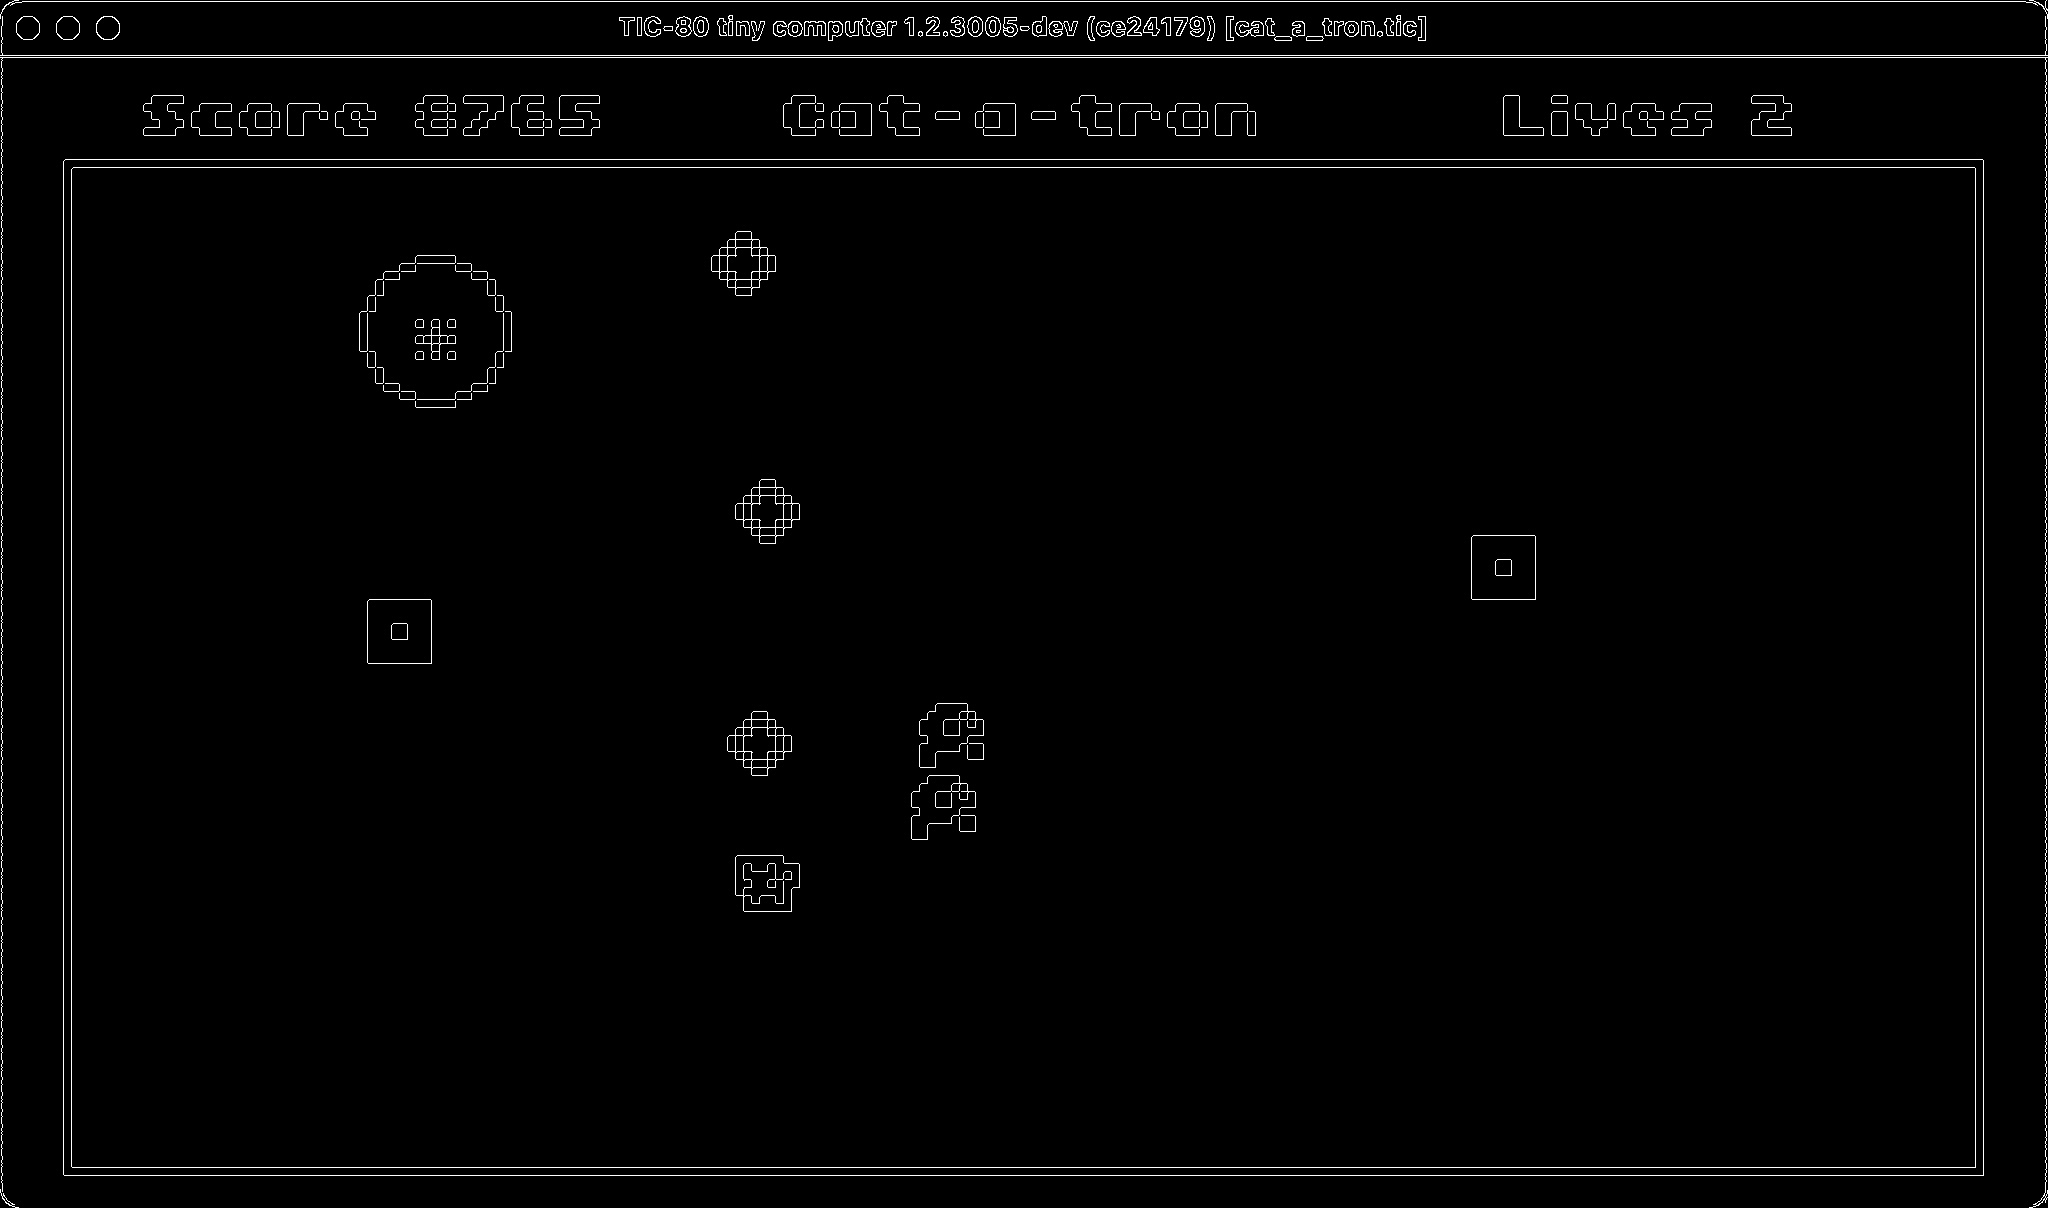 TIC-80 tiny computer 1.2.3005-dev (ce24179) [cat_a_tron.tic]
Score 8765 Cat-a-tron Lives 2